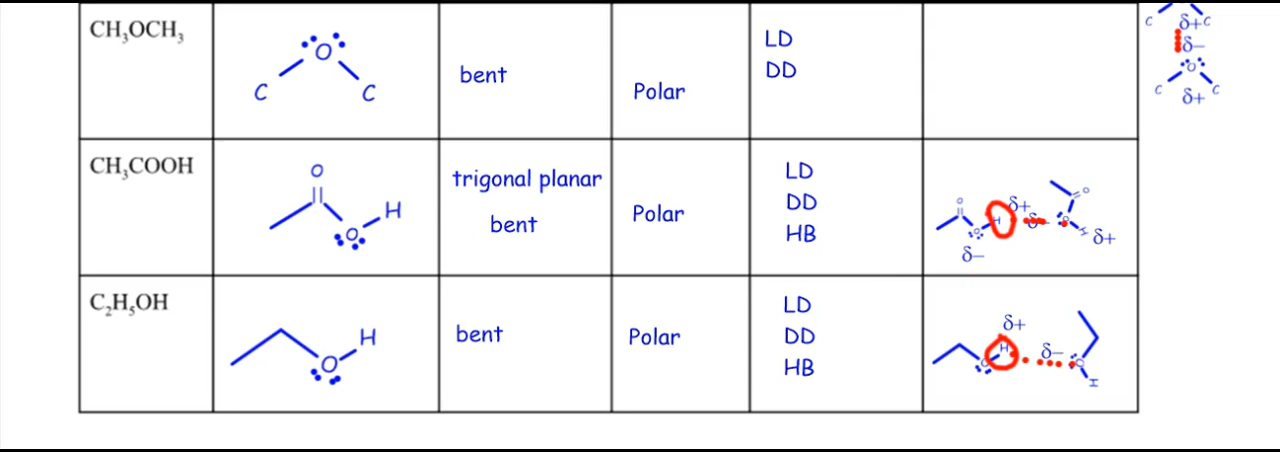 CH₃OCH₃
O
C
C
bent
Polar
LD
DD
C
δ+
C
δ–
O
C
C
δ+
CH₃COOH
O
H
O
trigonal planar
bent
Polar
LD
DD
HB
O
O
H
δ+
δ–
δ–
O
H
δ+
C₂H₅OH
H
O
bent
Polar
LD
DD
HB
δ+
H
O
δ–
O
H